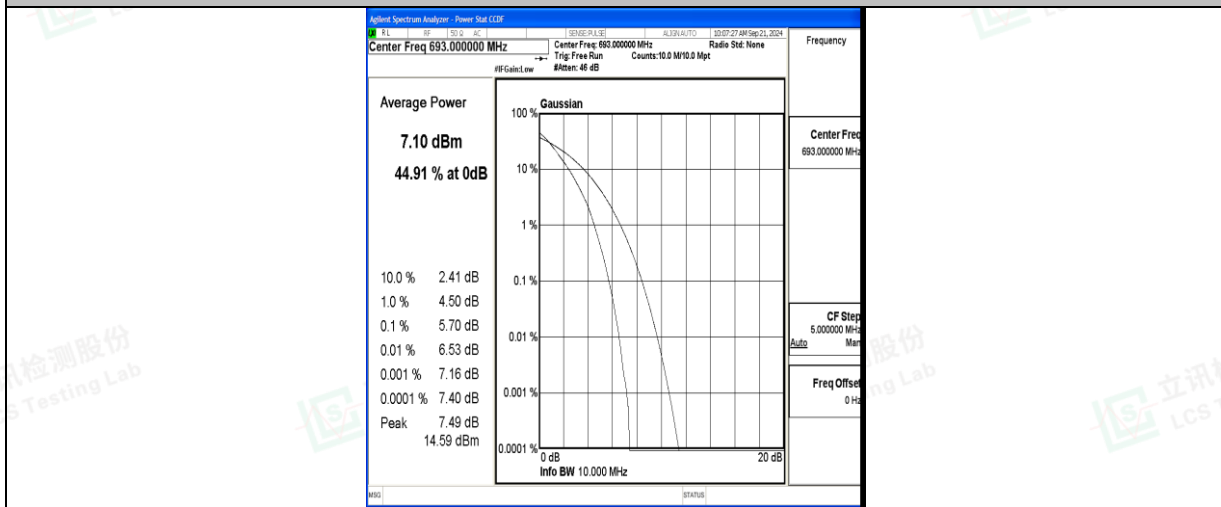 Agilent Spectrum Analyzer - Power Stat CCDF
RL RF 50 Ω AC SENSE:PULSE ALIGN AUTO 10:07:27 AM Sep 21, 2024
Center Freq 693.000000 MHz
Center Freq: 693.000000 MHz Radio Std: None
Trig: Free Run Counts:10.0 M/10.0 Mpt
#IFGain:Low #Atten: 46 dB
Frequency
Average Power
7.10 dBm
44.91 % at 0dB
10.0 % 2.41 dB
1.0 % 4.50 dB
0.1 % 5.70 dB
0.01 % 6.53 dB
0.001 % 7.16 dB
0.0001 % 7.40 dB
Peak 7.49 dB
14.59 dBm
Gaussian
100 %
10 %
1 %
0.1 %
0.01 %
0.001 %
0.0001 %
0 dB 20 dB
Info BW 10.000 MHz
Center Freq
693.000000 MHz
CF Step
5.000000 MHz
Auto Man
Freq Offset
0 Hz
MSG STATUS
讯检测股份
CS Testing Lab
股份
ng Lab
立讯
LCS T